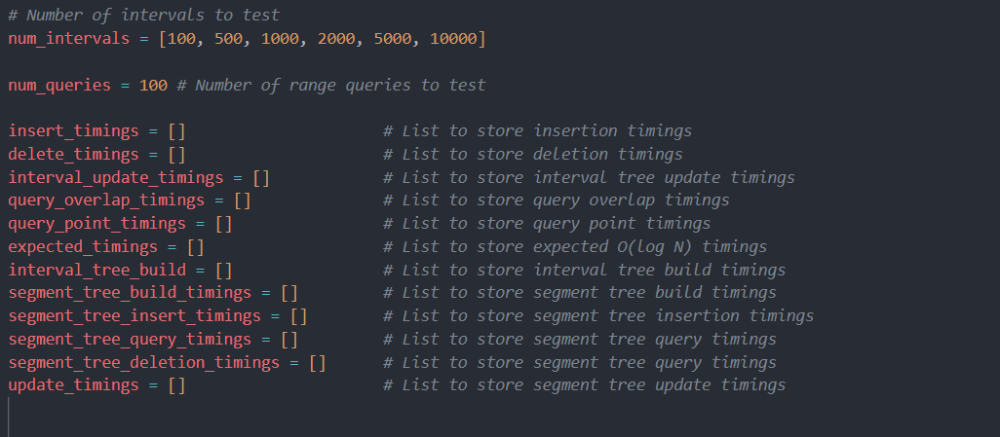 # Number of intervals to test
num_intervals = [100, 500, 1000, 2000, 5000, 10000]
num_queries = 100 # Number of range queries to test
insert_timings = [] # List to store insertion timings
delete_timings = [] # List to store deletion timings
interval_update_timings = [] # List to store interval tree update timings
query_overlap_timings = [] # List to store query overlap timings
query_point_timings = [] # List to store query point timings
expected_timings = [] # List to store expected O(log N) timings
interval_tree_build = [] # List to store interval tree build timings
segment_tree_build_timings = [] # List to store segment tree build timings
segment_tree_insert_timings = [] # List to store segment tree insertion timings
segment_tree_query_timings = [] # List to store segment tree query timings
segment_tree_deletion_timings = [] # List to store segment tree query timings
update_timings = [] # List to store segment tree update timings